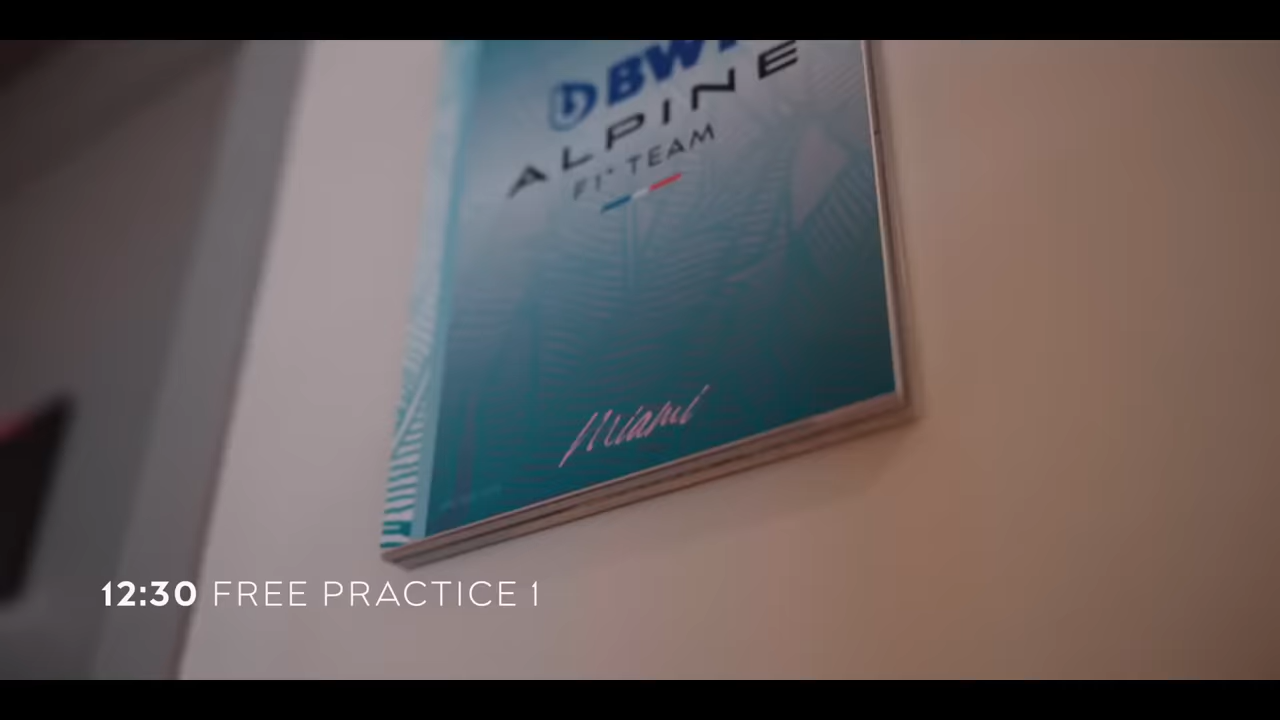 BWT
ALPINE
F1® TEAM
Miami
12:30 FREE PRACTICE 1